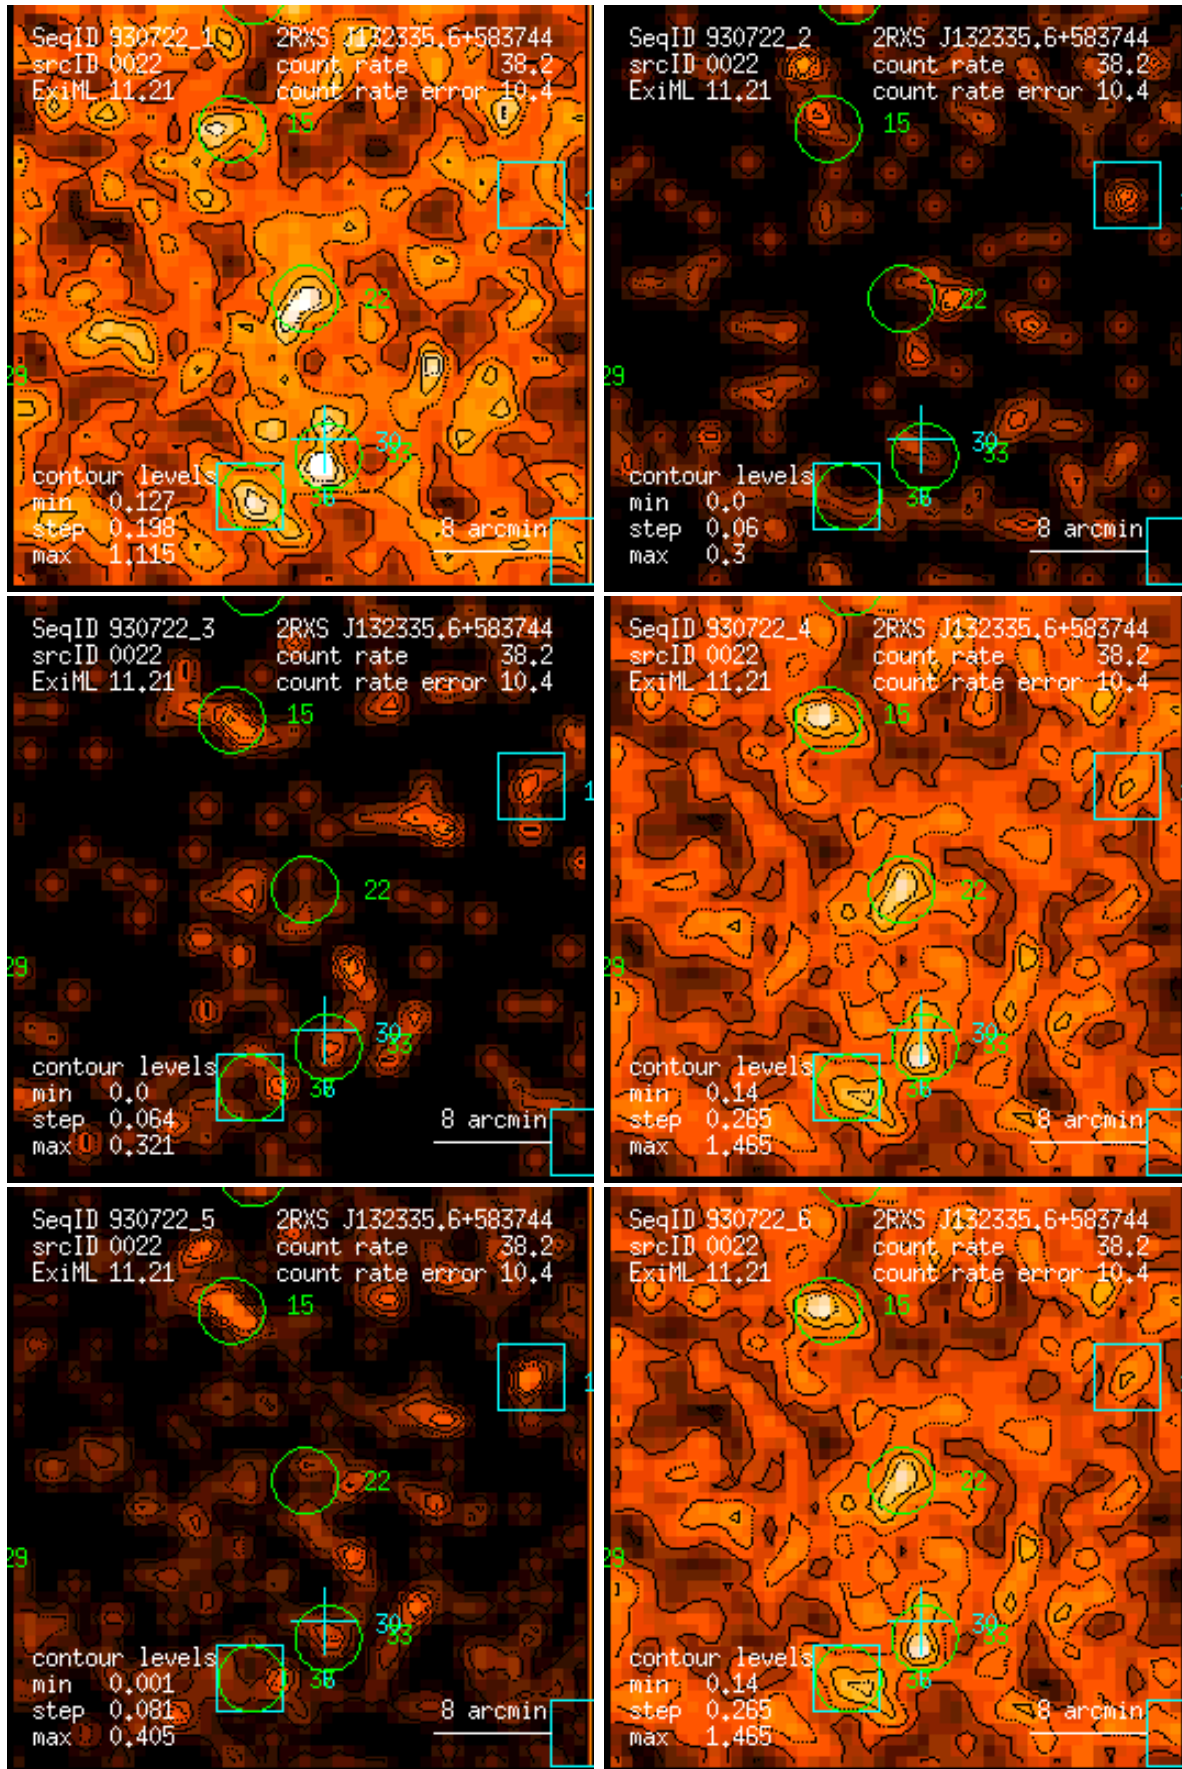 SeqID 930722_1 2RXS J132335.6+583744
srcID 0022 count rate 38.2
ExiML 11.21 count rate error 10.4
15
1
22
29
30
33
contour levels
36
min 0.127
step 0.198 8 arcmin
max 1.115
SeqID 930722_2 2RXS J132335.6+583744
srcID 0022 count rate 38.2
ExiML 11.21 count rate error 10.4
15
22
29
30
33
contour levels
36
min 0.0
step 0.06 8 arcmin
max 0.3
SeqID 930722_3 2RXS J132335.6+583744
srcID 0022 count rate 38.2
ExiML 11.21 count rate error 10.4
15
1
22
29
30
33
contour levels
36
min 0.0
step 0.064 8 arcmin
max 0.321
SeqID 930722_4 2RXS J132335.6+583744
srcID 0022 count rate 38.2
ExiML 11.21 count rate error 10.4
15
22
29
30
33
contour levels
36
min 0.14
step 0.265 8 arcmin
max 1.465
SeqID 930722_5 2RXS J132335.6+583744
srcID 0022 count rate 38.2
ExiML 11.21 count rate error 10.4
15
1
22
29
30
33
contour levels
36
min 0.001
step 0.081 8 arcmin
max 0.405
SeqID 930722_6 2RXS J132335.6+583744
srcID 0022 count rate 38.2
ExiML 11.21 count rate error 10.4
15
22
29
30
33
contour levels
36
min 0.14
step 0.265 8 arcmin
max 1.465